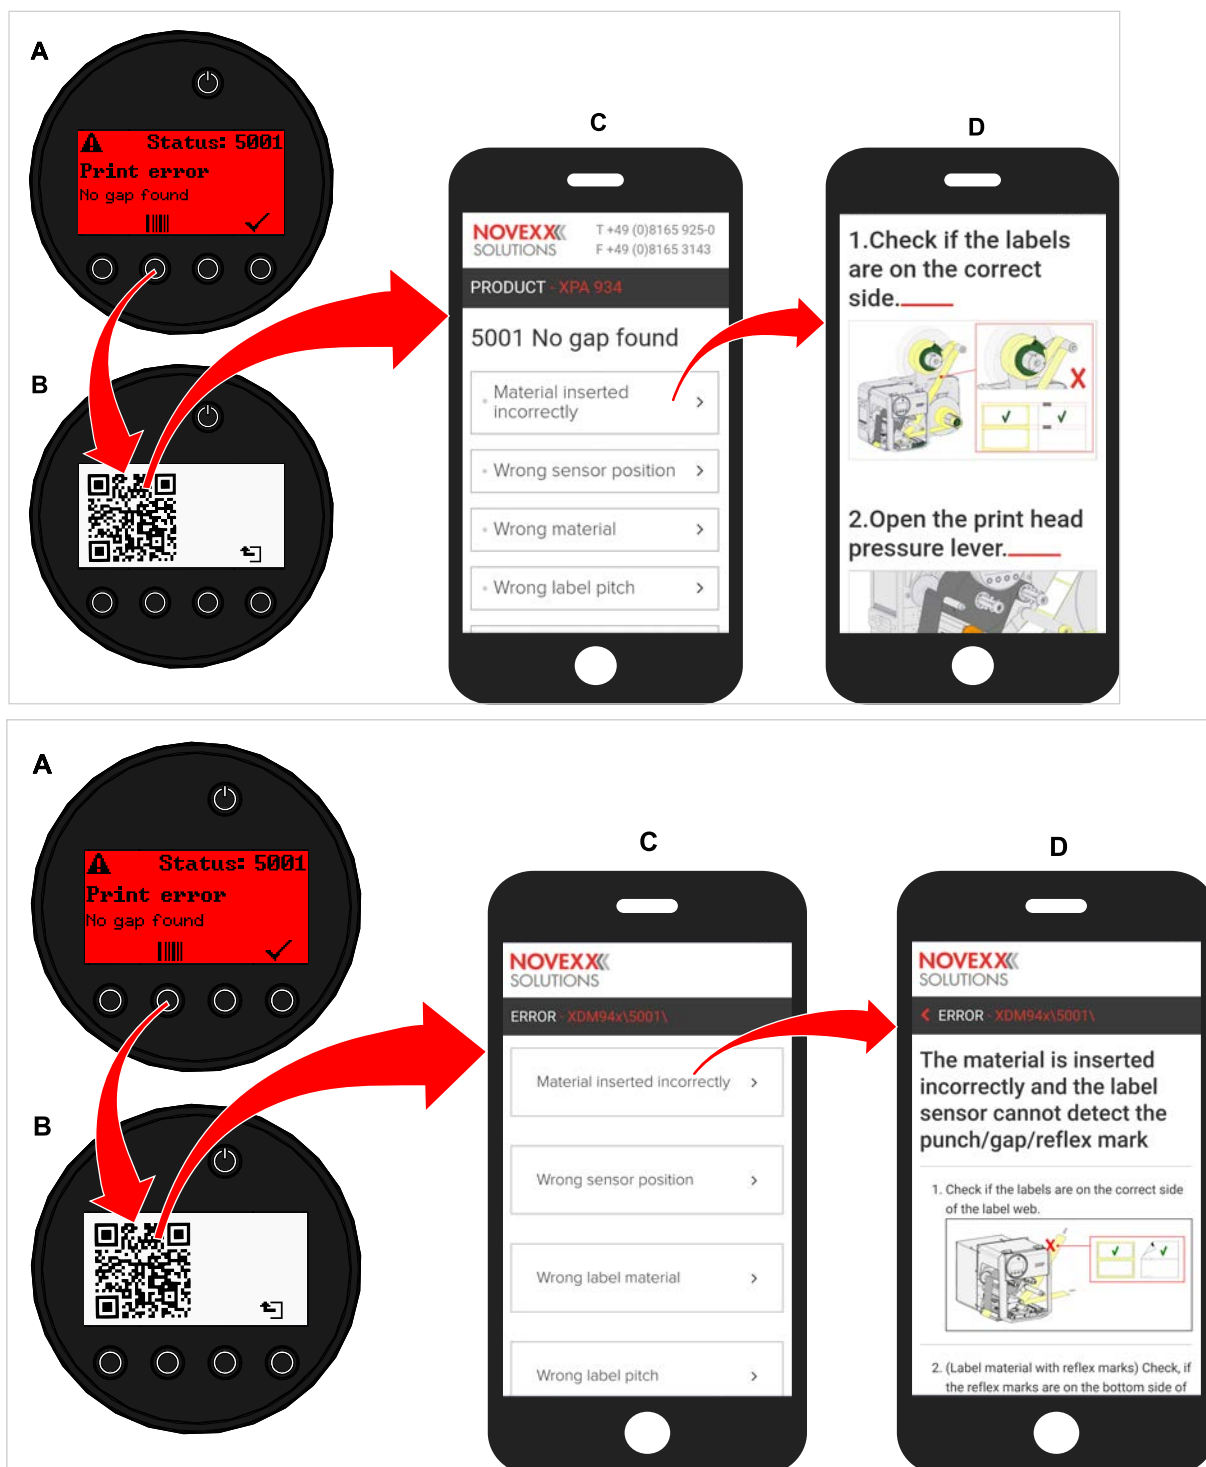 A
Status: 5001
Print error
No gap found
B
C
NOVEXX
SOLUTIONS
T +49 (0)8165 925-0
F +49 (0)8165 3143
PRODUCT - XPA 934
5001 No gap found
Material inserted
incorrectly
Wrong sensor position
Wrong material
Wrong label pitch
D
1.Check if the labels
are on the correct
side.
X
2.Open the print head
pressure lever.
A
Status: 5001
Print error
No gap found
B
C
NOVEXX
SOLUTIONS
ERROR - XDM94x\5001\
Material inserted incorrectly
Wrong sensor position
Wrong label material
Wrong label pitch
D
NOVEXX
SOLUTIONS
ERROR - XDM94x\5001\
The material is inserted
incorrectly and the label
sensor cannot detect the
punch/gap/reflex mark
1. Check if the labels are on the correct side
of the label web.
X
2. (Label material with reflex marks) Check, if
the reflex marks are on the bottom side of